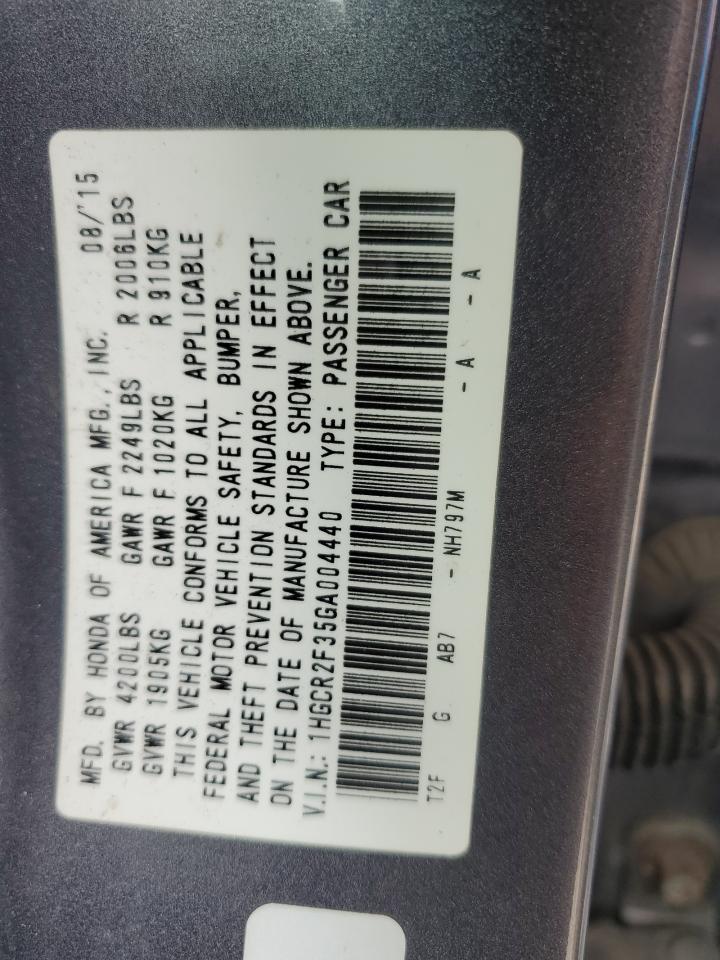 MFD. BY HONDA OF AMERICA MFG., INC. 08/'15
GVWR 4200LBS GAWR F 2249LBS R 2006LBS
GVWR 1905KG GAWR F 1020KG R 910KG
THIS VEHICLE CONFORMS TO ALL APPLICABLE
FEDERAL MOTOR VEHICLE SAFETY, BUMPER,
AND THEFT PREVENTION STANDARDS IN EFFECT
ON THE DATE OF MANUFACTURE SHOWN ABOVE.
V.I.N.: 1HGCR2F35GA004440 TYPE: PASSENGER CAR
T2F G AB7 - NH797M - A - A